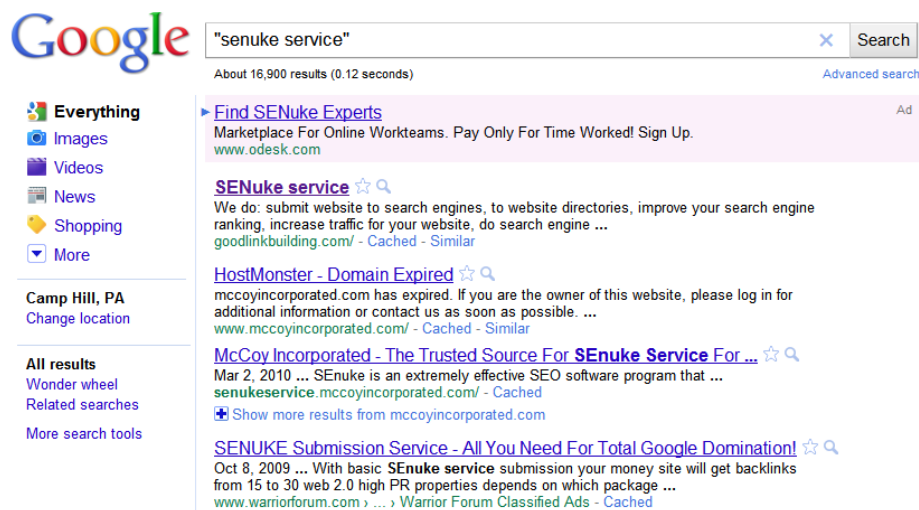 Google
"senuke service"
Search
About 16,900 results (0.12 seconds)
Advanced search
Everything
Images
Videos
News
Shopping
More
Camp Hill, PA
Change location
All results
Wonder wheel
Related searches
More search tools
Find SENuke Experts
Ad
Marketplace For Online Workteams. Pay Only For Time Worked! Sign Up.
www.odesk.com
SENuke service
We do: submit website to search engines, to website directories, improve your search engine
ranking, increase traffic for your website, do search engine ...
goodlinkbuilding.com/ - Cached - Similar
HostMonster - Domain Expired
mccoyincorporated.com has expired. If you are the owner of this website, please log in for
additional information or contact us as soon as possible. ...
www.mccoyincorporated.com/ - Cached - Similar
McCoy Incorporated - The Trusted Source For SEnuke Service For ...
Mar 2, 2010 ... SEnuke is an extremely effective SEO software program that ...
senukeservice.mccoyincorporated.com/ - Cached
Show more results from mccoyincorporated.com
SENUKE Submission Service - All You Need For Total Google Domination!
Oct 8, 2009 ... With basic SEnuke service submission your money site will get backlinks
from 15 to 30 web 2.0 high PR properties depends on which package ...
www.warriorforum.com › ... › Warrior Forum Classified Ads - Cached